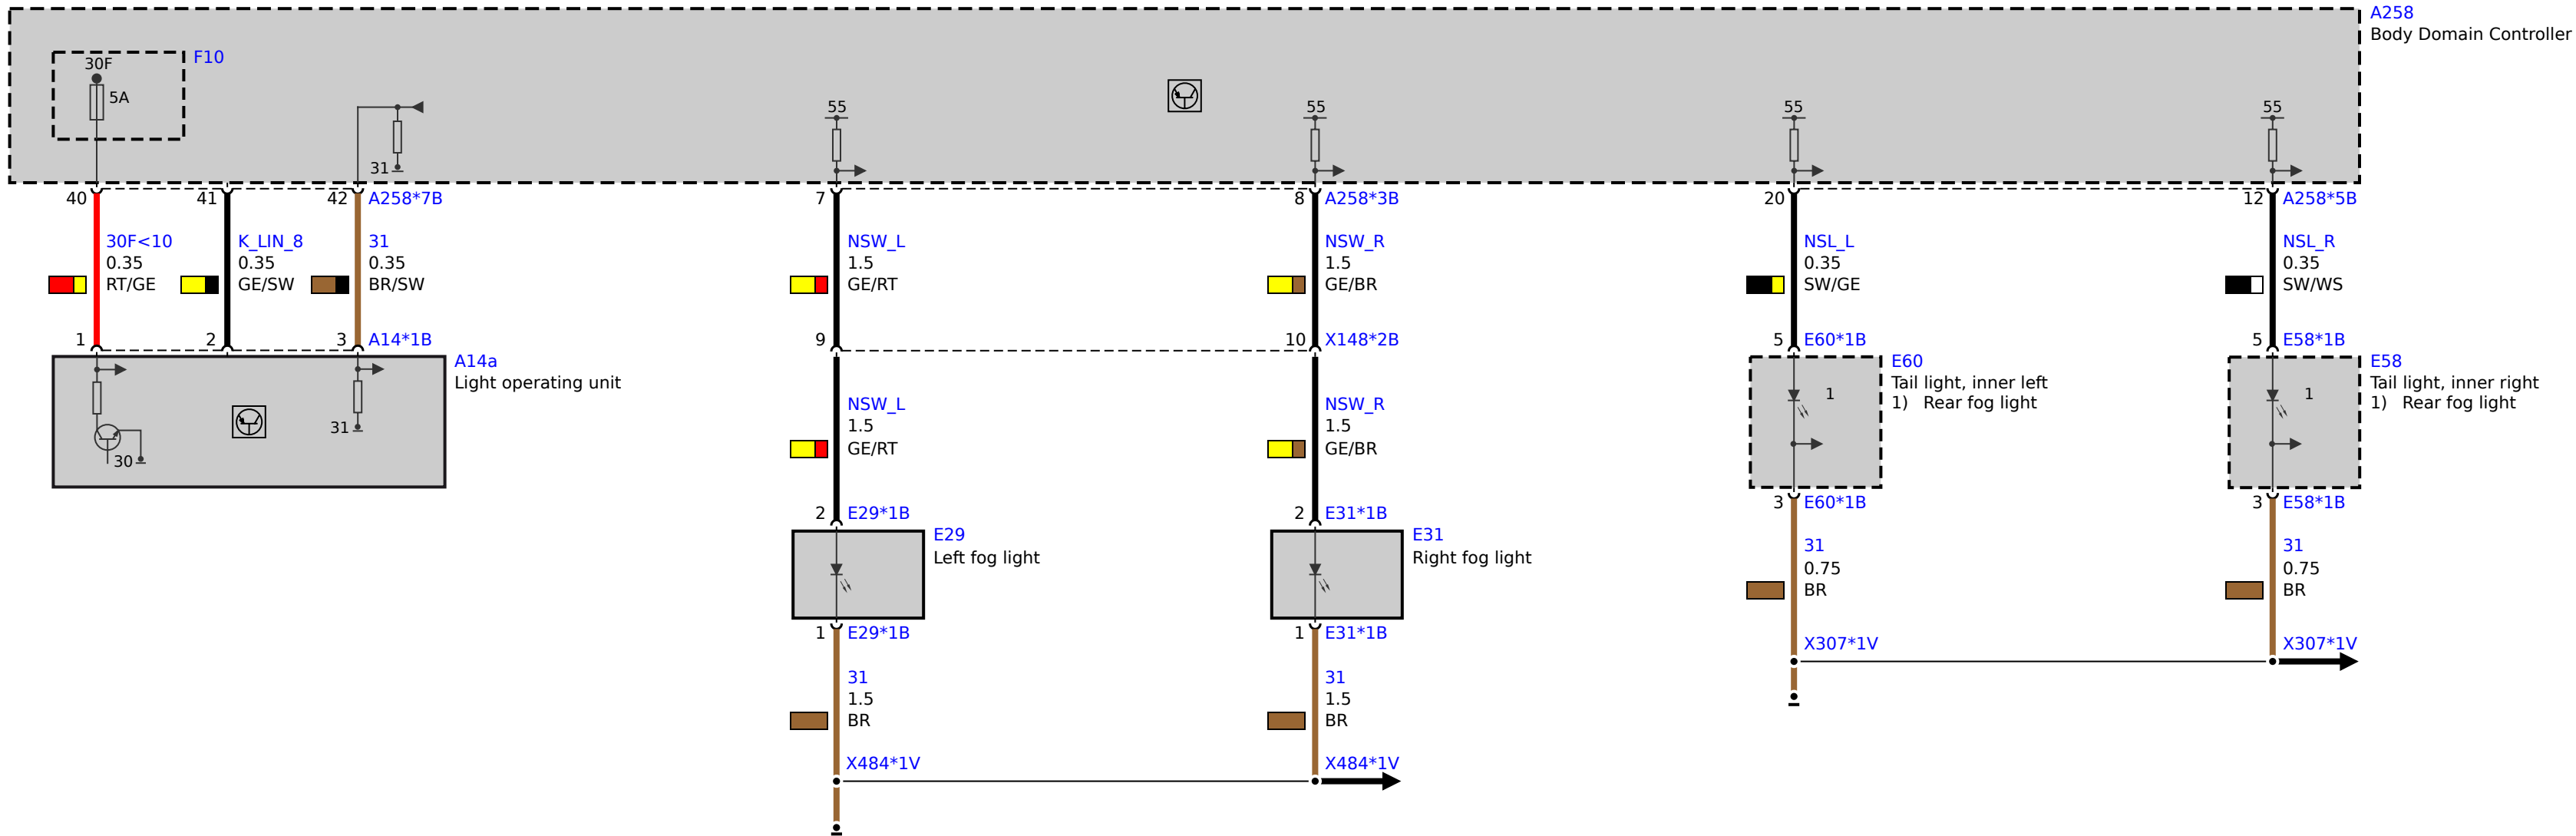 A258
Body Domain Controller
F10
30F
5A
31
55
55
55
55
40
41
42
A258*7B
7
8
A258*3B
20
12
A258*5B
30F<10
0.35
RT/GE
K_LIN_8
0.35
GE/SW
31
0.35
BR/SW
NSW_L
1.5
GE/RT
NSW_R
1.5
GE/BR
NSL_L
0.35
SW/GE
NSL_R
0.35
SW/WS
1
2
3
A14*1B
9
10
X148*2B
5
E60*1B
5
E58*1B
A14a
Light operating unit
31
30
E60
Tail light, inner left
1) Rear fog light
1
E58
Tail light, inner right
1) Rear fog light
1
NSW_L
1.5
GE/RT
NSW_R
1.5
GE/BR
2
E29*1B
2
E31*1B
3
E60*1B
3
E58*1B
E29
Left fog light
E31
Right fog light
31
0.75
BR
31
0.75
BR
1
E29*1B
1
E31*1B
X307*1V
X307*1V
31
1.5
BR
31
1.5
BR
X484*1V
X484*1V